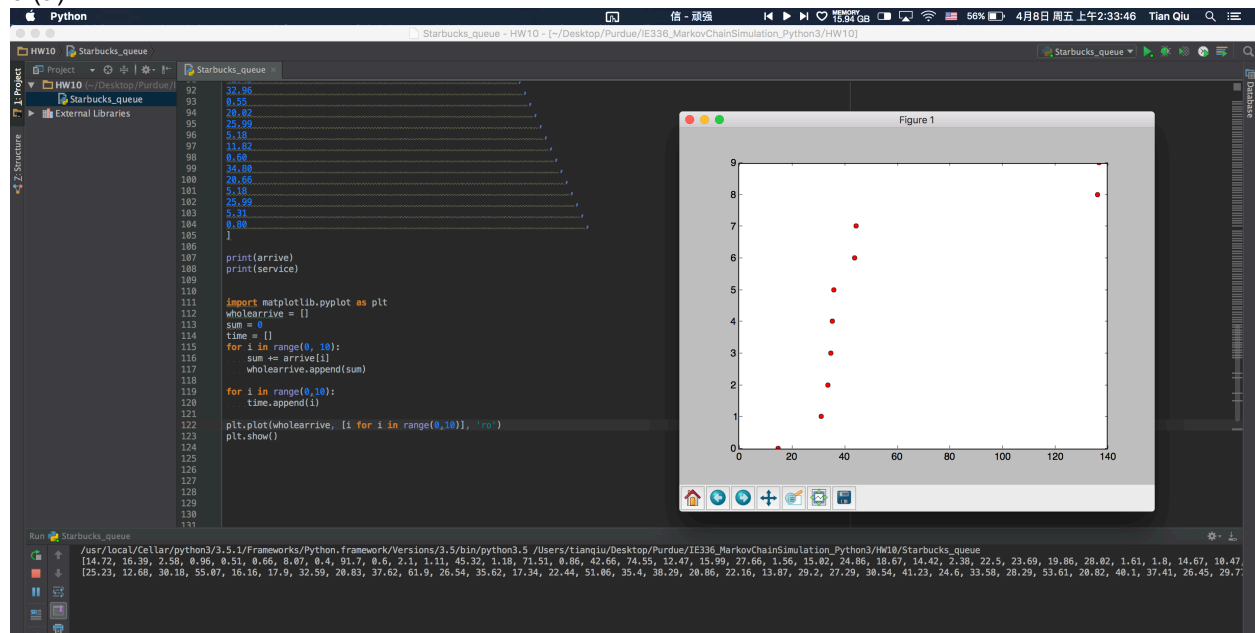 Python
信 - 顽强
MEMORY
15.94 GB
56%
4月8日 周五 上午2:33:46
Tian Qiu
Starbucks_queue - HW10 - [~/Desktop/Purdue/IE336_MarkovChainSimulation_Python3/HW10]
HW10
Starbucks_queue
Starbucks_queue
Project
Starbucks_queue
1: Project
Z: Structure
Database
HW10 (~/Desktop/Purdue/I
Starbucks_queue
External Libraries
92 32.96 ,
93 0.55 ,
94 20.02 ,
95 25.99 ,
96 5.18 ,
97 11.82 ,
98 0.60 ,
99 34.80 ,
100 20.66 ,
101 5.18 ,
102 25.99 ,
103 5.31 ,
104 0.80 ,
105 ]
106
107 print(arrive)
108 print(service)
109
110
111 import matplotlib.pyplot as plt
112 wholearrive = []
113 sum = 0
114 time = []
115 for i in range(0, 10):
116 sum += arrive[i]
117 wholearrive.append(sum)
118
119 for i in range(0,10):
120 time.append(i)
121
122 plt.plot(wholearrive, [i for i in range(0,10)], 'ro')
123 plt.show()
124
125
126
127
128
129
130
131
Figure 1
9
8
7
6
5
4
3
2
1
0
0 20 40 60 80 100 120 140
Run Starbucks_queue
/usr/local/Cellar/python3/3.5.1/Frameworks/Python.framework/Versions/3.5/bin/python3.5 /Users/tianqiu/Desktop/Purdue/IE336_MarkovChainSimulation_Python3/HW10/Starbucks_queue
[14.72, 16.39, 2.58, 0.96, 0.51, 0.66, 8.07, 0.4, 91.7, 0.6, 2.1, 1.11, 45.32, 1.18, 71.51, 0.86, 42.66, 74.55, 12.47, 15.99, 27.66, 1.56, 15.02, 24.86, 18.67, 14.42, 2.38, 22.5, 23.69, 19.86, 28.02, 1.61, 1.8, 14.67, 10.47,
[25.23, 12.68, 30.18, 55.07, 16.16, 17.9, 32.59, 20.83, 37.62, 61.9, 26.54, 35.62, 17.34, 22.44, 51.06, 35.4, 38.29, 20.86, 22.16, 13.87, 29.2, 27.29, 30.54, 41.23, 24.6, 33.58, 28.29, 53.61, 20.82, 40.1, 37.41, 26.45, 29.7